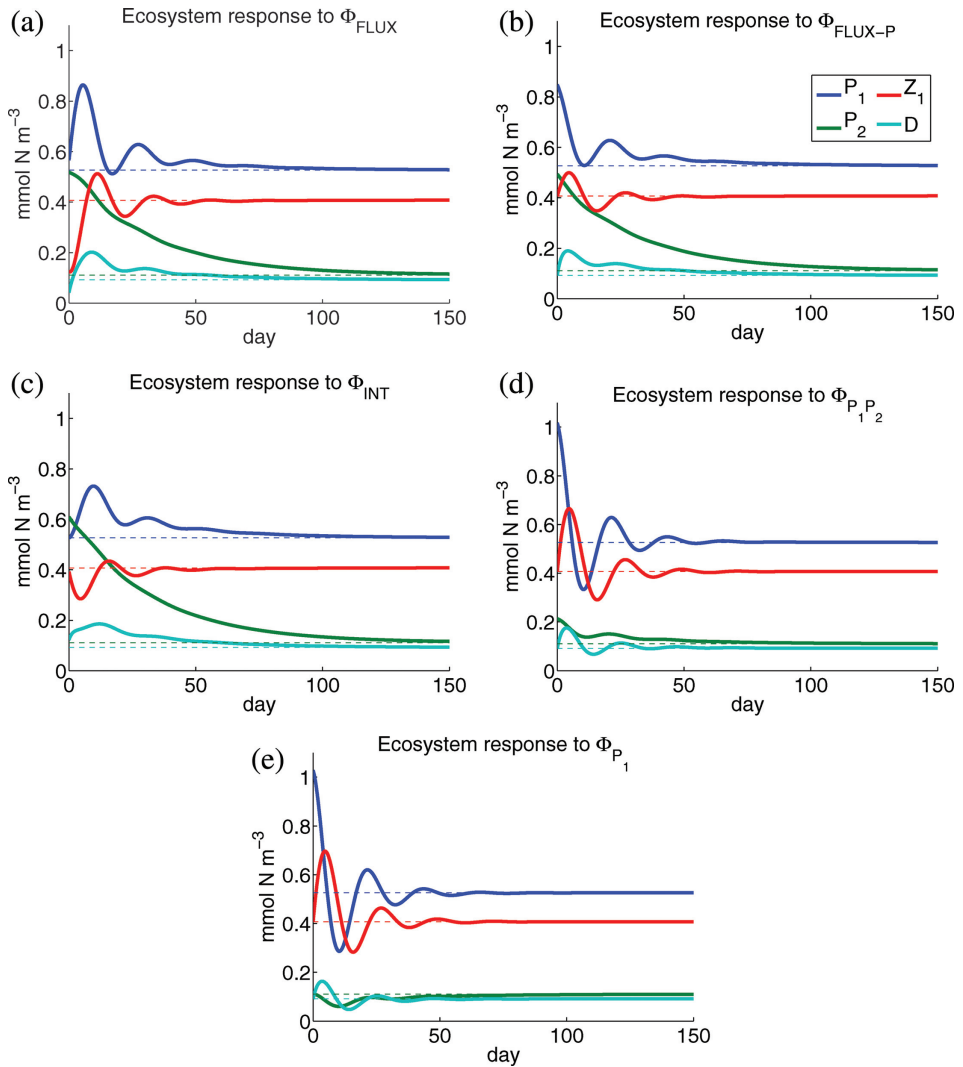 (a) Ecosystem response to Φ_FLUX
1
0.8
0.6
0.4
0.2
0
mmol N m⁻³
0 50 100 150
day
(b) Ecosystem response to Φ_FLUX−P
P₁ Z₁
P₂ D
1
0.8
0.6
0.4
0.2
0
mmol N m⁻³
0 50 100 150
day
(c) Ecosystem response to Φ_INT
1
0.8
0.6
0.4
0.2
0
mmol N m⁻³
0 50 100 150
day
(d) Ecosystem response to Φ_P₁P₂
1
0.8
0.6
0.4
0.2
0
mmol N m⁻³
0 50 100 150
day
(e) Ecosystem response to Φ_P₁
1
0.8
0.6
0.4
0.2
0
mmol N m⁻³
0 50 100 150
day